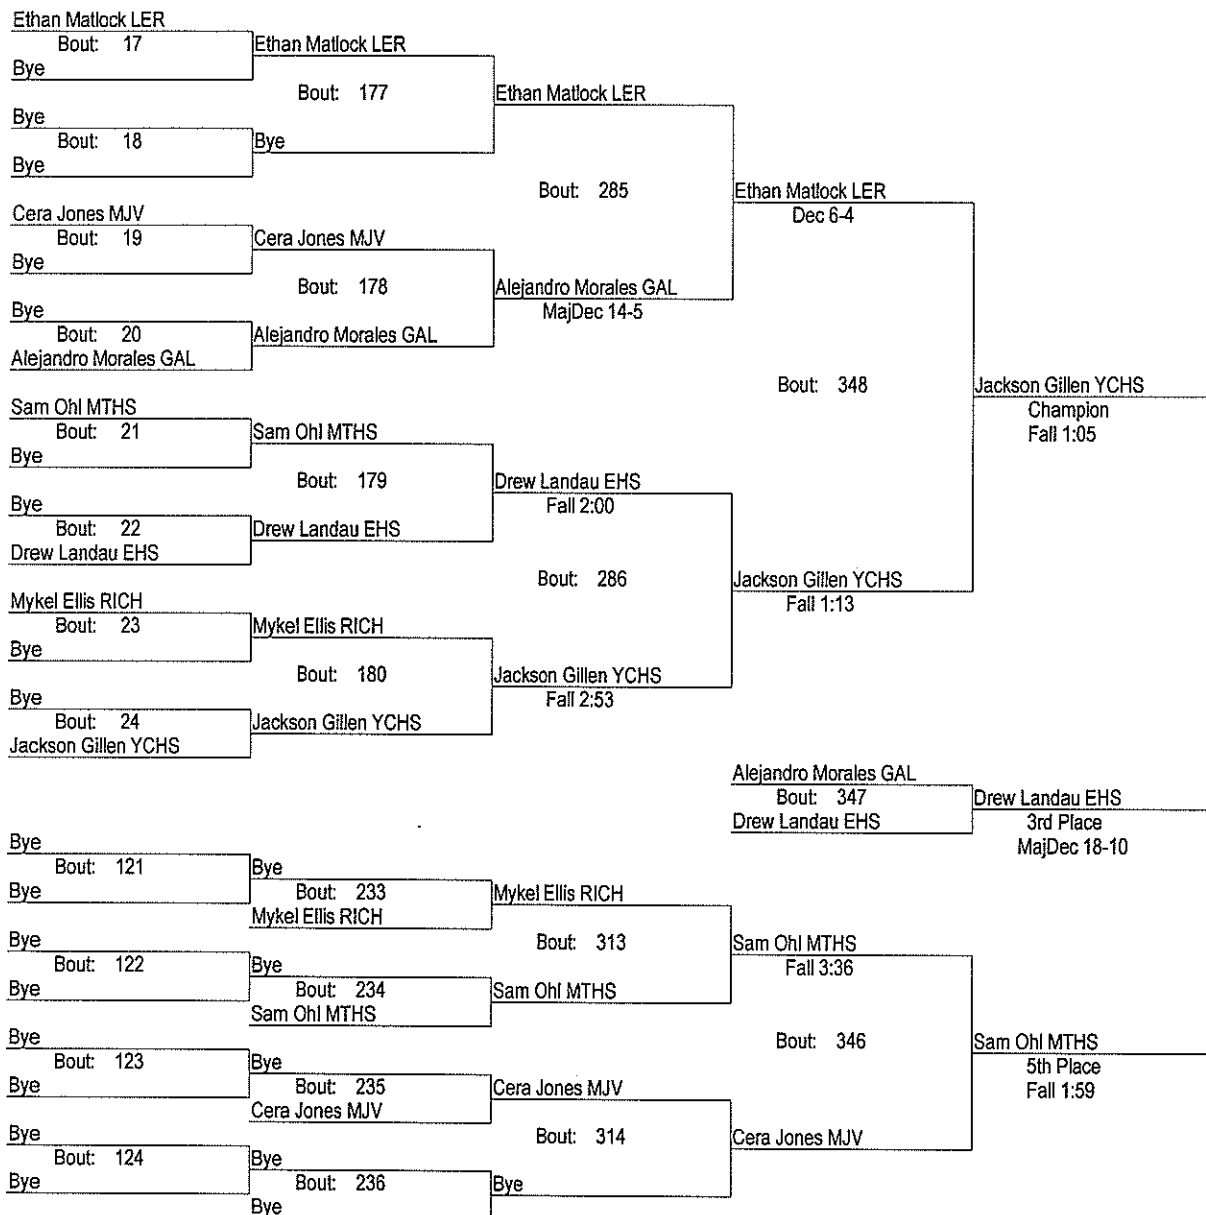 Ethan Matlock LER
Bout: 17
Bye
Ethan Matlock LER
Bout: 177
Ethan Matlock LER
Bye
Bout: 18
Bye
Bye
Bout: 285
Ethan Matlock LER
Dec 6-4
Cera Jones MJV
Bout: 19
Bye
Cera Jones MJV
Bout: 178
Alejandro Morales GAL
MajDec 14-5
Bye
Bout: 20
Alejandro Morales GAL
Alejandro Morales GAL
Bout: 348
Jackson Gillen YCHS
Champion
Fall 1:05
Sam Ohl MTHS
Bout: 21
Bye
Sam Ohl MTHS
Bout: 179
Drew Landau EHS
Fall 2:00
Bye
Bout: 22
Drew Landau EHS
Drew Landau EHS
Bout: 286
Jackson Gillen YCHS
Fall 1:13
Mykel Ellis RICH
Bout: 23
Bye
Mykel Ellis RICH
Bout: 180
Jackson Gillen YCHS
Fall 2:53
Bye
Bout: 24
Jackson Gillen YCHS
Jackson Gillen YCHS
Alejandro Morales GAL
Bout: 347
Drew Landau EHS
Drew Landau EHS
3rd Place
MajDec 18-10
Bye
Bout: 121
Bye
Bye
Bout: 233
Mykel Ellis RICH
Mykel Ellis RICH
Bye
Bout: 122
Bye
Bye
Bout: 234
Sam Ohl MTHS
Sam Ohl MTHS
Bout: 313
Sam Ohl MTHS
Fall 3:36
Bye
Bout: 123
Bye
Bye
Bout: 235
Cera Jones MJV
Cera Jones MJV
Bout: 346
Sam Ohl MTHS
5th Place
Fall 1:59
Bye
Bout: 124
Bye
Bye
Bout: 236
Bye
Bye
Bout: 314
Cera Jones MJV